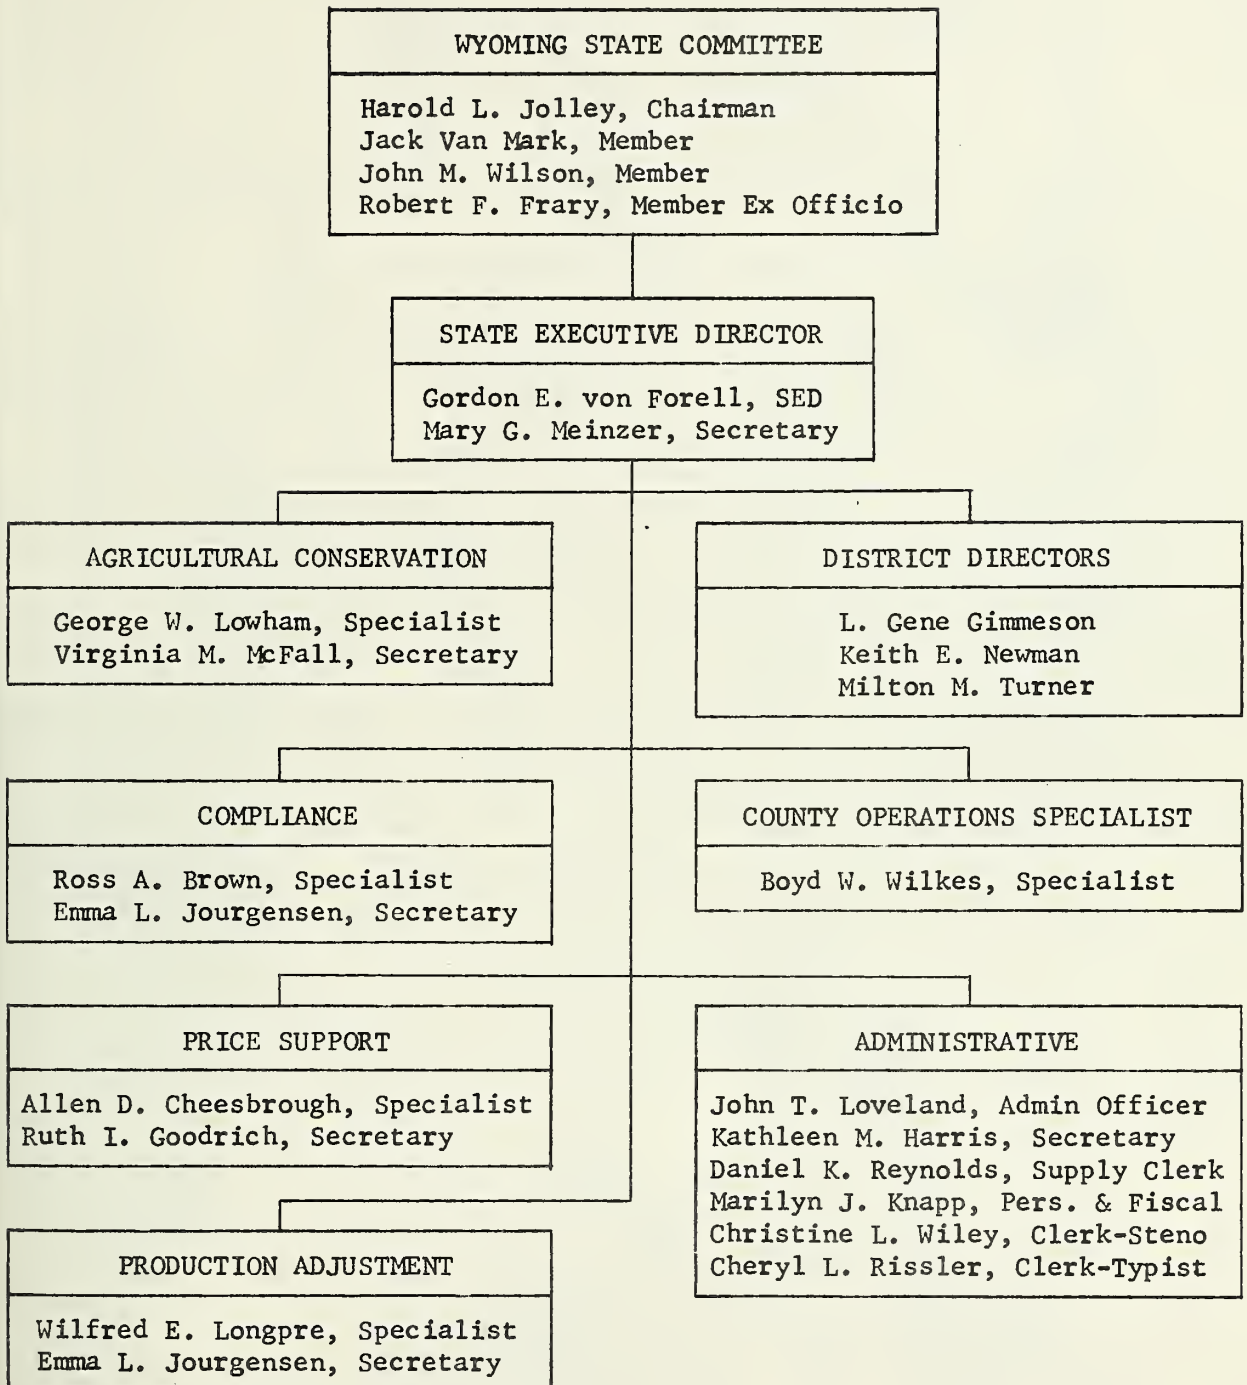 WYOMING STATE COMMITTEE
Harold L. Jolley, Chairman
Jack Van Mark, Member
John M. Wilson, Member
Robert F. Frary, Member Ex Officio
STATE EXECUTIVE DIRECTOR
Gordon E. von Forell, SED
Mary G. Meinzer, Secretary
AGRICULTURAL CONSERVATION
George W. Lowham, Specialist
Virginia M. McFall, Secretary
DISTRICT DIRECTORS
L. Gene Gimmeson
Keith E. Newman
Milton M. Turner
COMPLIANCE
Ross A. Brown, Specialist
Emma L. Jourgensen, Secretary
COUNTY OPERATIONS SPECIALIST
Boyd W. Wilkes, Specialist
PRICE SUPPORT
Allen D. Cheesbrough, Specialist
Ruth I. Goodrich, Secretary
ADMINISTRATIVE
John T. Loveland, Admin Officer
Kathleen M. Harris, Secretary
Daniel K. Reynolds, Supply Clerk
Marilyn J. Knapp, Pers. & Fiscal
Christine L. Wiley, Clerk-Steno
Cheryl L. Rissler, Clerk-Typist
PRODUCTION ADJUSTMENT
Wilfred E. Longpre, Specialist
Emma L. Jourgensen, Secretary